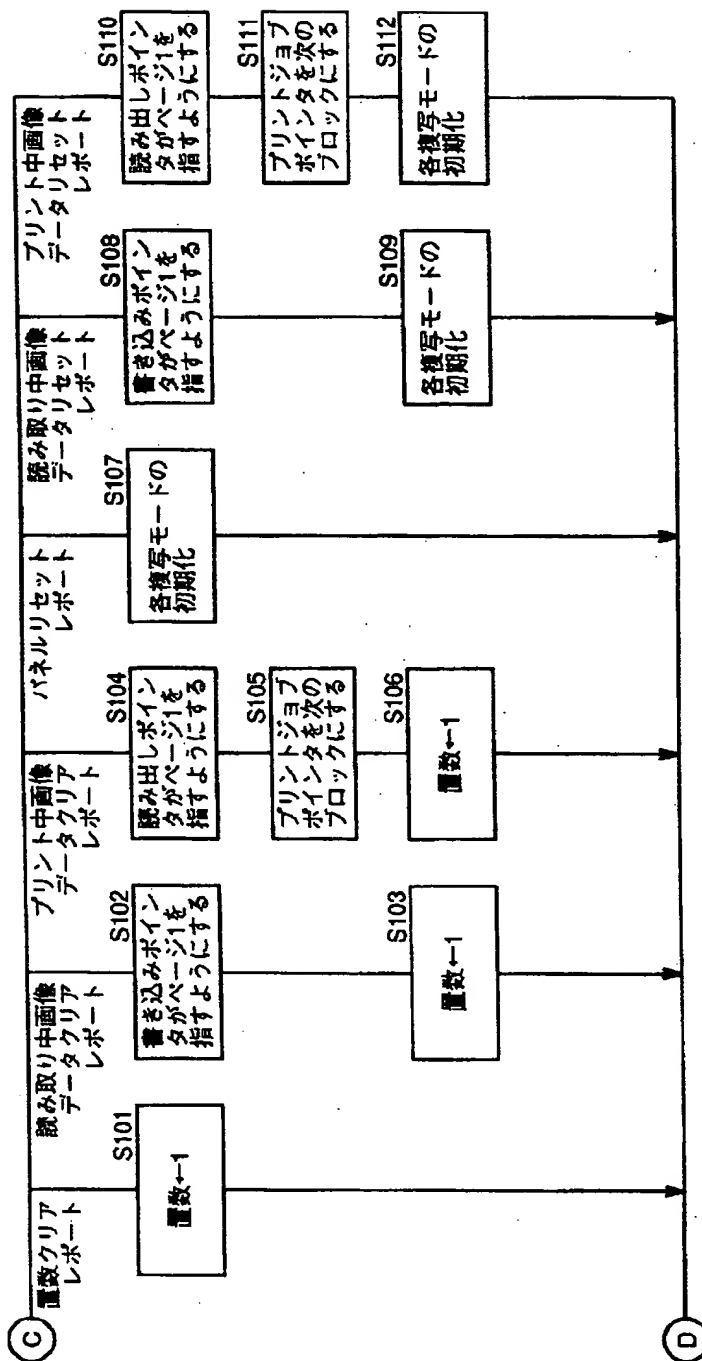 C
置数クリア
レポート
S101
置数←1
読み取り中画像
データクリア
レポート
S102
書き込みポイン
タがページ1を
指すようにする
S103
置数←1
プリント中画像
データクリア
レポート
S104
読み出しポイン
タがページ1を
指すようにする
S105
プリントジョブ
ポインタを次の
ブロックにする
S106
置数←1
パネルリセット
レポート
S107
各複写モードの
初期化
読み取り中画像
データリセット
レポート
S108
書き込みポイン
タがページ1を
指すようにする
S109
各複写モードの
初期化
プリント中画像
データリセット
レポート
S110
読み出しポイン
タがページ1を
指すようにする
S111
プリントジョブ
ポインタを次の
ブロックにする
S112
各複写モードの
初期化
D